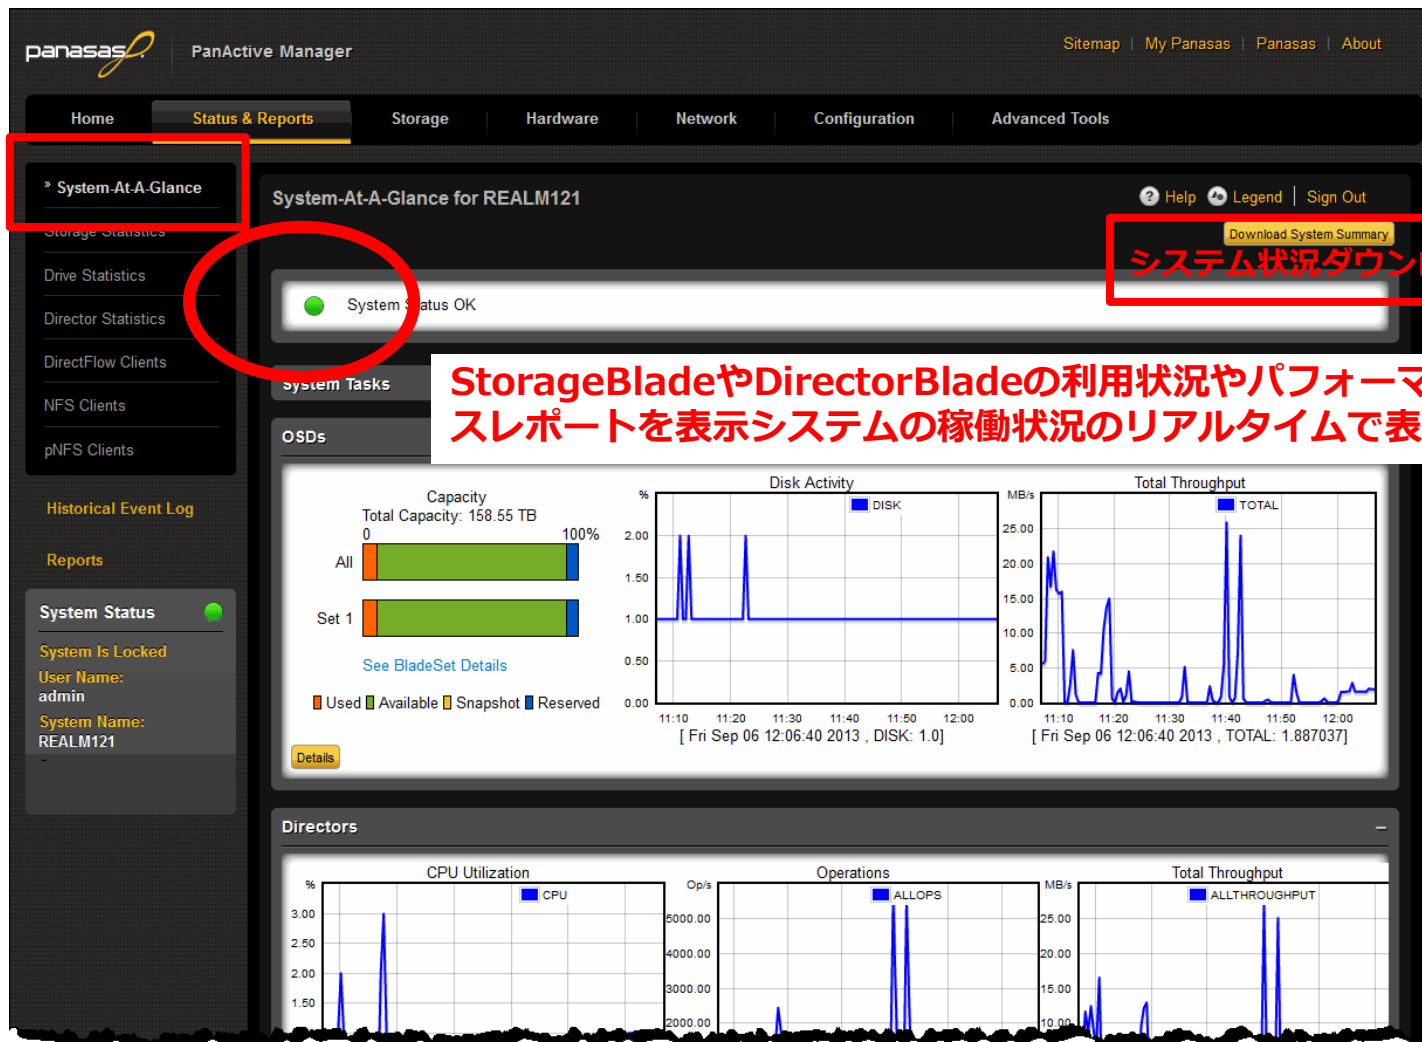 panasas
PanActive Manager
Sitemap | My Panasas | Panasas | About
Home
Status & Reports
Storage
Hardware
Network
Configuration
Advanced Tools
» System-At-A-Glance
Storage Statistics
Drive Statistics
Director Statistics
DirectFlow Clients
NFS Clients
pNFS Clients
Historical Event Log
Reports
System Status
System Is Locked
User Name:
admin
System Name:
REALM121
-
System-At-A-Glance for REALM121
? Help
Legend | Sign Out
Download System Summary
システム状況ダウン
System Status OK
System Tasks
StorageBladeやDirectorBladeの利用状況やパフォーマ
スレポートを表示システムの稼働状況のリアルタイムで表
OSDs
Capacity
Total Capacity: 158.55 TB
0 100%
All
Set 1
See BladeSet Details
Used Available Snapshot Reserved
Details
Disk Activity
%
DISK
2.00
1.50
1.00
0.50
0.00
11:10 11:20 11:30 11:40 11:50 12:00
[ Fri Sep 06 12:06:40 2013 , DISK: 1.0]
Total Throughput
MB/s
TOTAL
25.00
20.00
15.00
10.00
5.00
0.00
11:10 11:20 11:30 11:40 11:50 12:00
[ Fri Sep 06 12:06:40 2013 , TOTAL: 1.887037]
Directors
–
CPU Utilization
%
CPU
3.00
2.50
2.00
1.50
Operations
Op/s
ALLOPS
5000.00
4000.00
3000.00
2000.00
Total Throughput
MB/s
ALLTHROUGHPUT
25.00
20.00
15.00
10.00